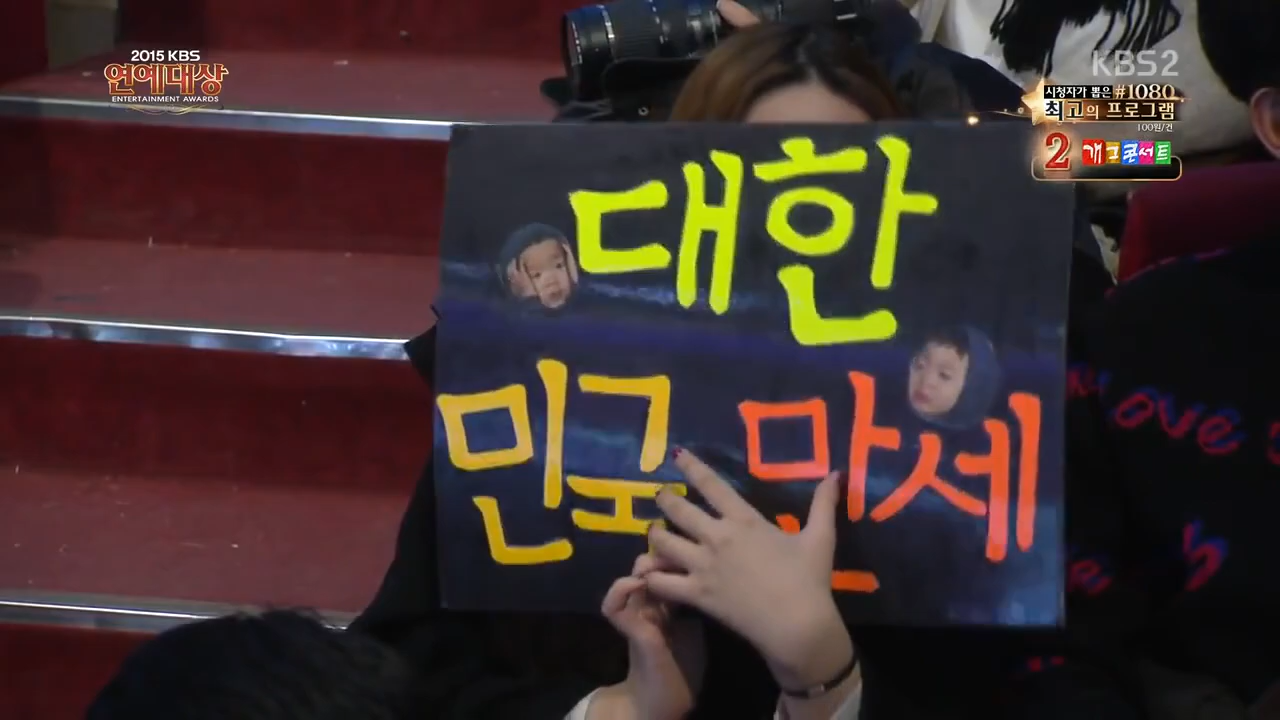 2015 KBS
연예대상
ENTERTAINMENT AWARDS
KBS2
시청자가 뽑은 #1080
최고의 프로그램
100원/건
2 개그콘서트
대한
민국 만세
Love